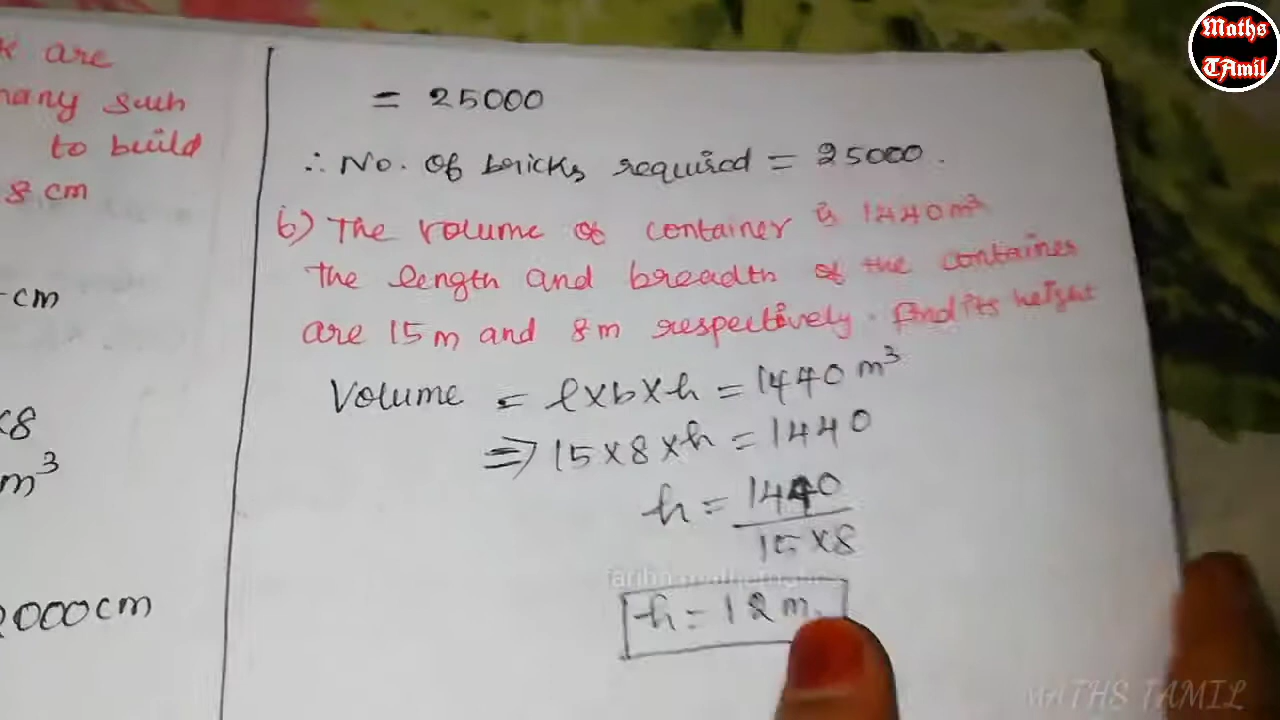 Maths
TAmil
are
many such
to build
8 cm
cm
×8
m³
000cm
= 25000
∴ No. Of bricks required = 25000.
6) The volume of container is 1440m³
The length and breadth of the container
are 15m and 8m respectively. find its height
Volume = l×b×h = 1440 m³
⇒ 15×8×h = 1440
h = 1440
15×8
h = 12m.
MATHS TAMIL